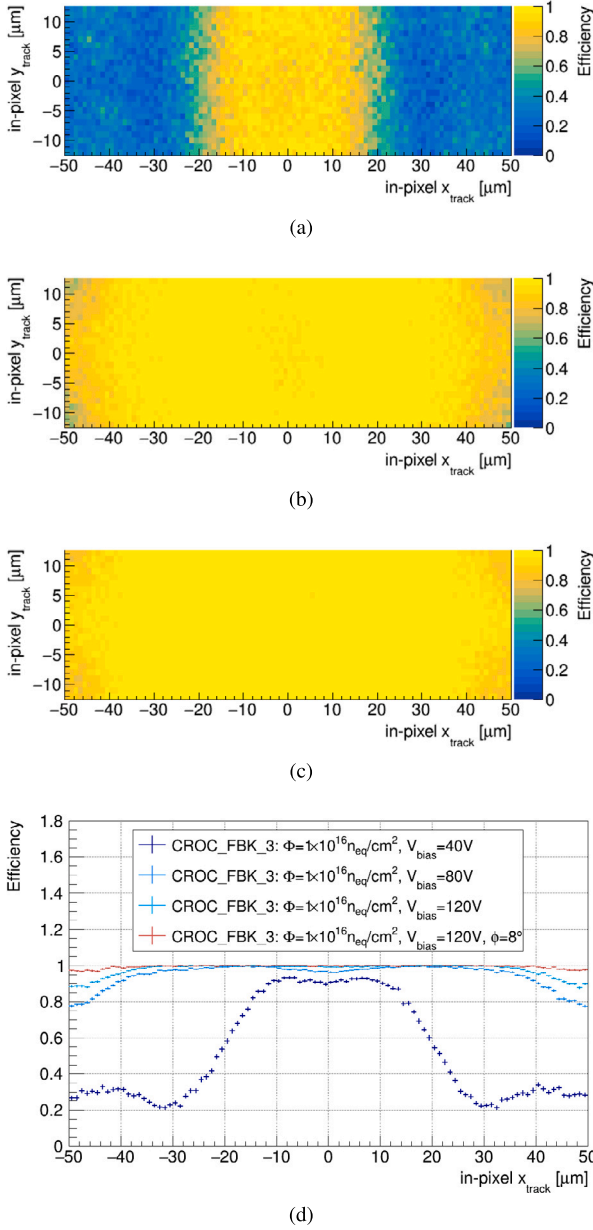 in-pixel y_track [μm]
10
5
0
−5
−10
−50 −40 −30 −20 −10 0 10 20 30 40 50
in-pixel x_track [μm]
1
0.8
0.6
0.4
0.2
0
Efficiency
(a)
in-pixel y_track [μm]
10
5
0
−5
−10
−50 −40 −30 −20 −10 0 10 20 30 40 50
in-pixel x_track [μm]
1
0.8
0.6
0.4
0.2
0
Efficiency
(b)
in-pixel y_track [μm]
10
5
0
−5
−10
−50 −40 −30 −20 −10 0 10 20 30 40 50
in-pixel x_track [μm]
1
0.8
0.6
0.4
0.2
0
Efficiency
(c)
Efficiency
1.8
1.6
1.4
1.2
1
0.8
0.6
0.4
0.2
0
CROC_FBK_3: Φ=1×10^16 n_eq/cm^2, V_bias=40V
CROC_FBK_3: Φ=1×10^16 n_eq/cm^2, V_bias=80V
CROC_FBK_3: Φ=1×10^16 n_eq/cm^2, V_bias=120V
CROC_FBK_3: Φ=1×10^16 n_eq/cm^2, V_bias=120V, ϕ=8°
−50 −40 −30 −20 −10 0 10 20 30 40 50
in-pixel x_track [μm]
(d)